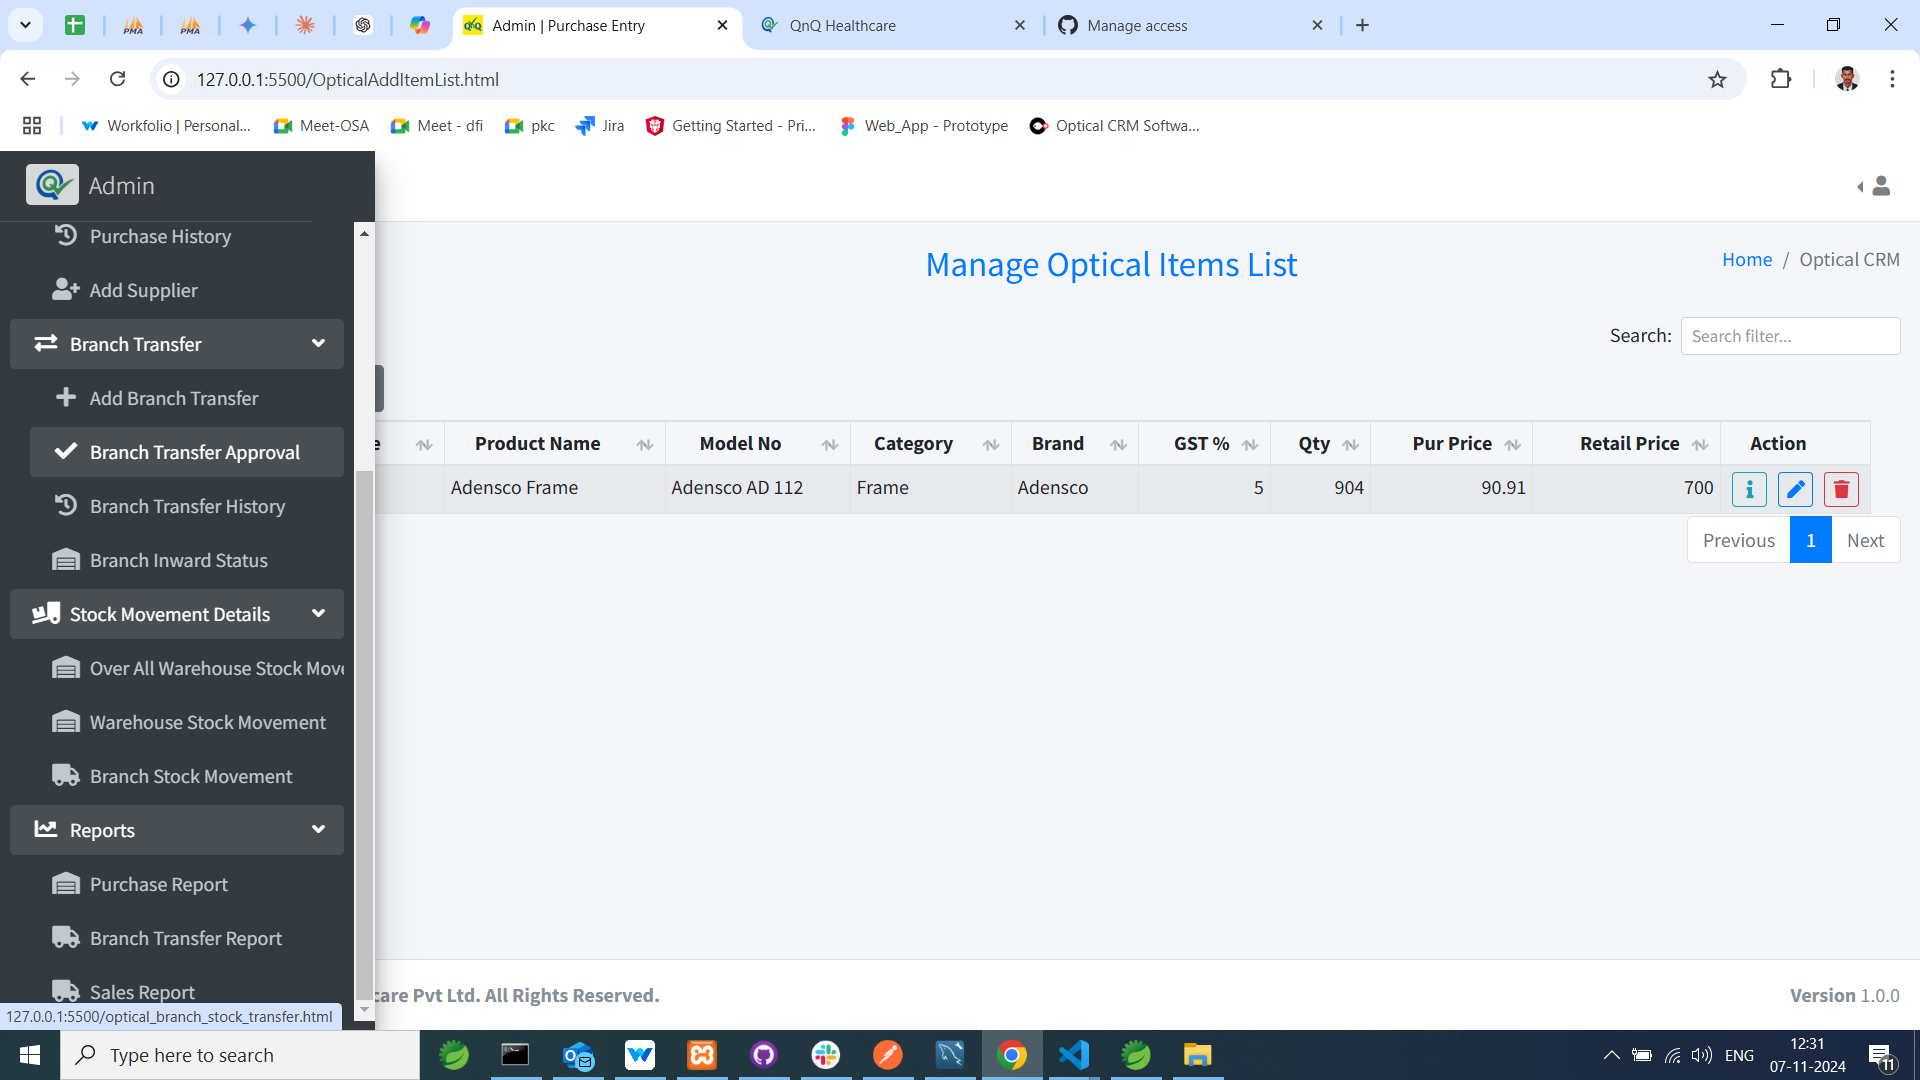 Admin | Purchase Entry
QnQ Healthcare
Manage access
127.0.0.1:5500/OpticalAddItemList.html
Workfolio | Personal...
Meet-OSA
Meet - dfi
pkc
Jira
Getting Started - Pri...
Web_App - Prototype
Optical CRM Softwa...
Admin
Purchase History
Add Supplier
Branch Transfer
Add Branch Transfer
Branch Transfer Approval
Branch Transfer History
Branch Inward Status
Stock Movement Details
Over All Warehouse Stock Move
Warehouse Stock Movement
Branch Stock Movement
Reports
Purchase Report
Branch Transfer Report
Sales Report
127.0.0.1:5500/optical_branch_stock_transfer.html
Manage Optical Items List
Home / Optical CRM
Search: Search filter...
e Product Name Model No Category Brand GST % Qty Pur Price Retail Price Action
Adensco Frame Adensco AD 112 Frame Adensco 5 904 90.91 700
Previous 1 Next
care Pvt Ltd. All Rights Reserved.
Version 1.0.0
Type here to search
ENG
12:31
07-11-2024
11